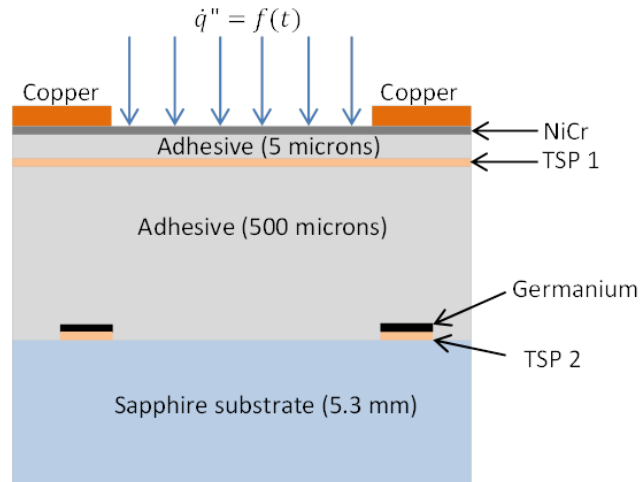 q̇" = f(t)
Copper Copper
NiCr
Adhesive (5 microns)
TSP 1
Adhesive (500 microns)
Germanium
TSP 2
Sapphire substrate (5.3 mm)